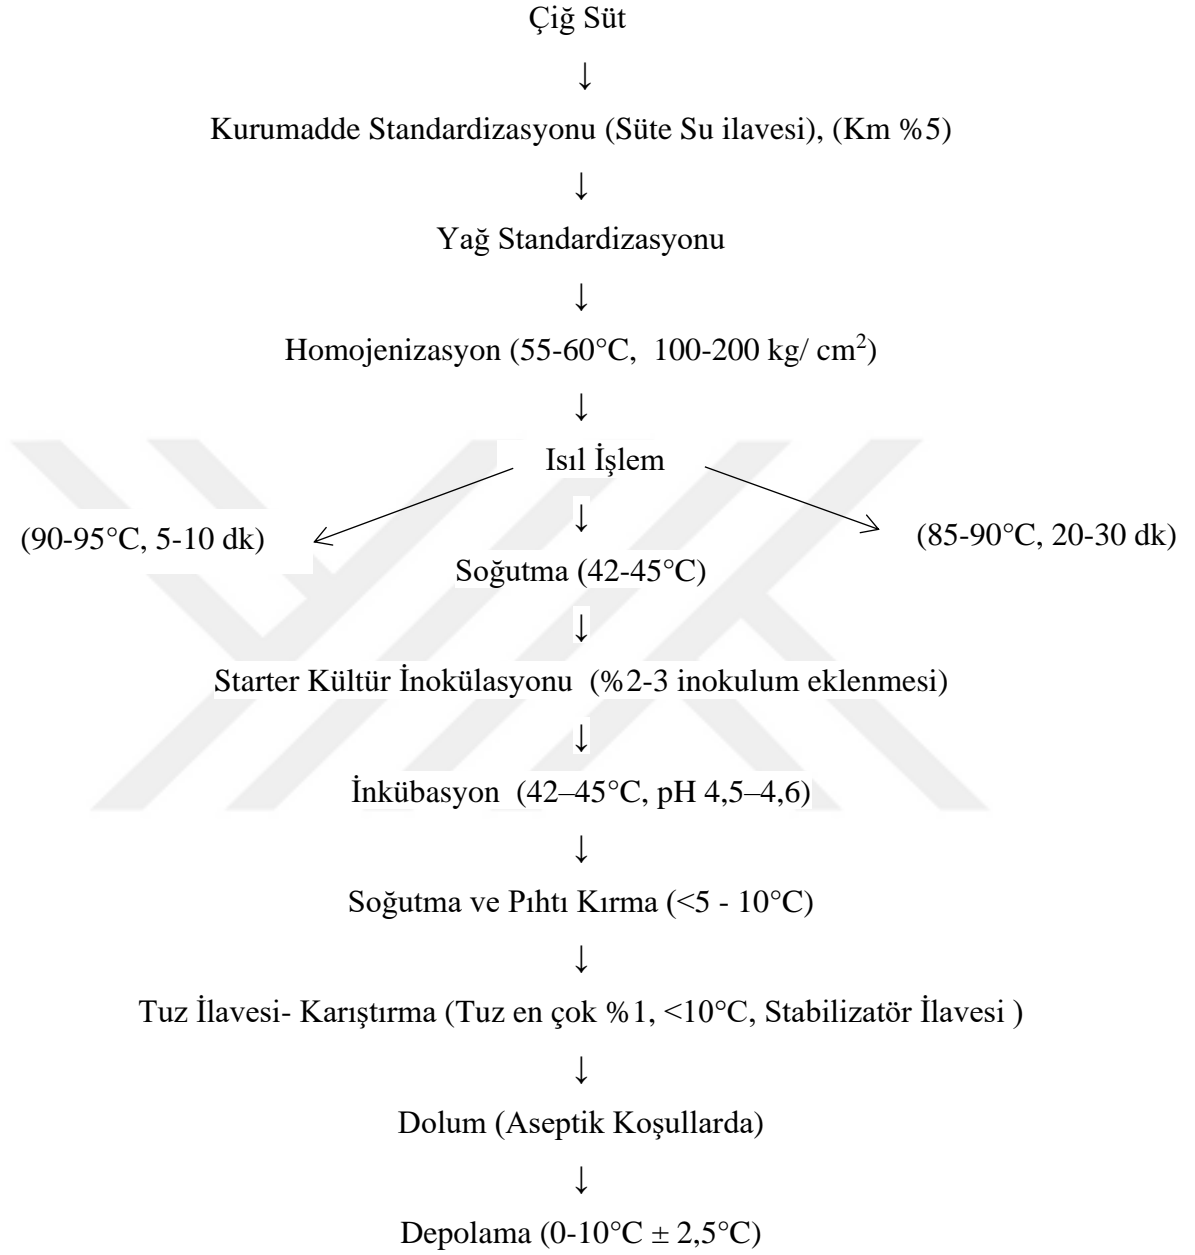 Çiğ Süt
↓
Kurumadde Standardizasyonu (Süte Su ilavesi), (Km %5)
↓
Yağ Standardizasyonu
↓
Homojenizasyon (55-60°C, 100-200 kg/ cm²)
↓
Isıl İşlem
(90-95°C, 5-10 dk)
↓
(85-90°C, 20-30 dk)
Soğutma (42-45°C)
↓
Starter Kültür İnokülasyonu (%2-3 inokulum eklenmesi)
↓
İnkübasyon (42–45°C, pH 4,5–4,6)
↓
Soğutma ve Pıhtı Kırma (<5 - 10°C)
↓
Tuz İlavesi- Karıştırma (Tuz en çok %1, <10°C, Stabilizatör İlavesi )
↓
Dolum (Aseptik Koşullarda)
↓
Depolama (0-10°C ± 2,5°C)